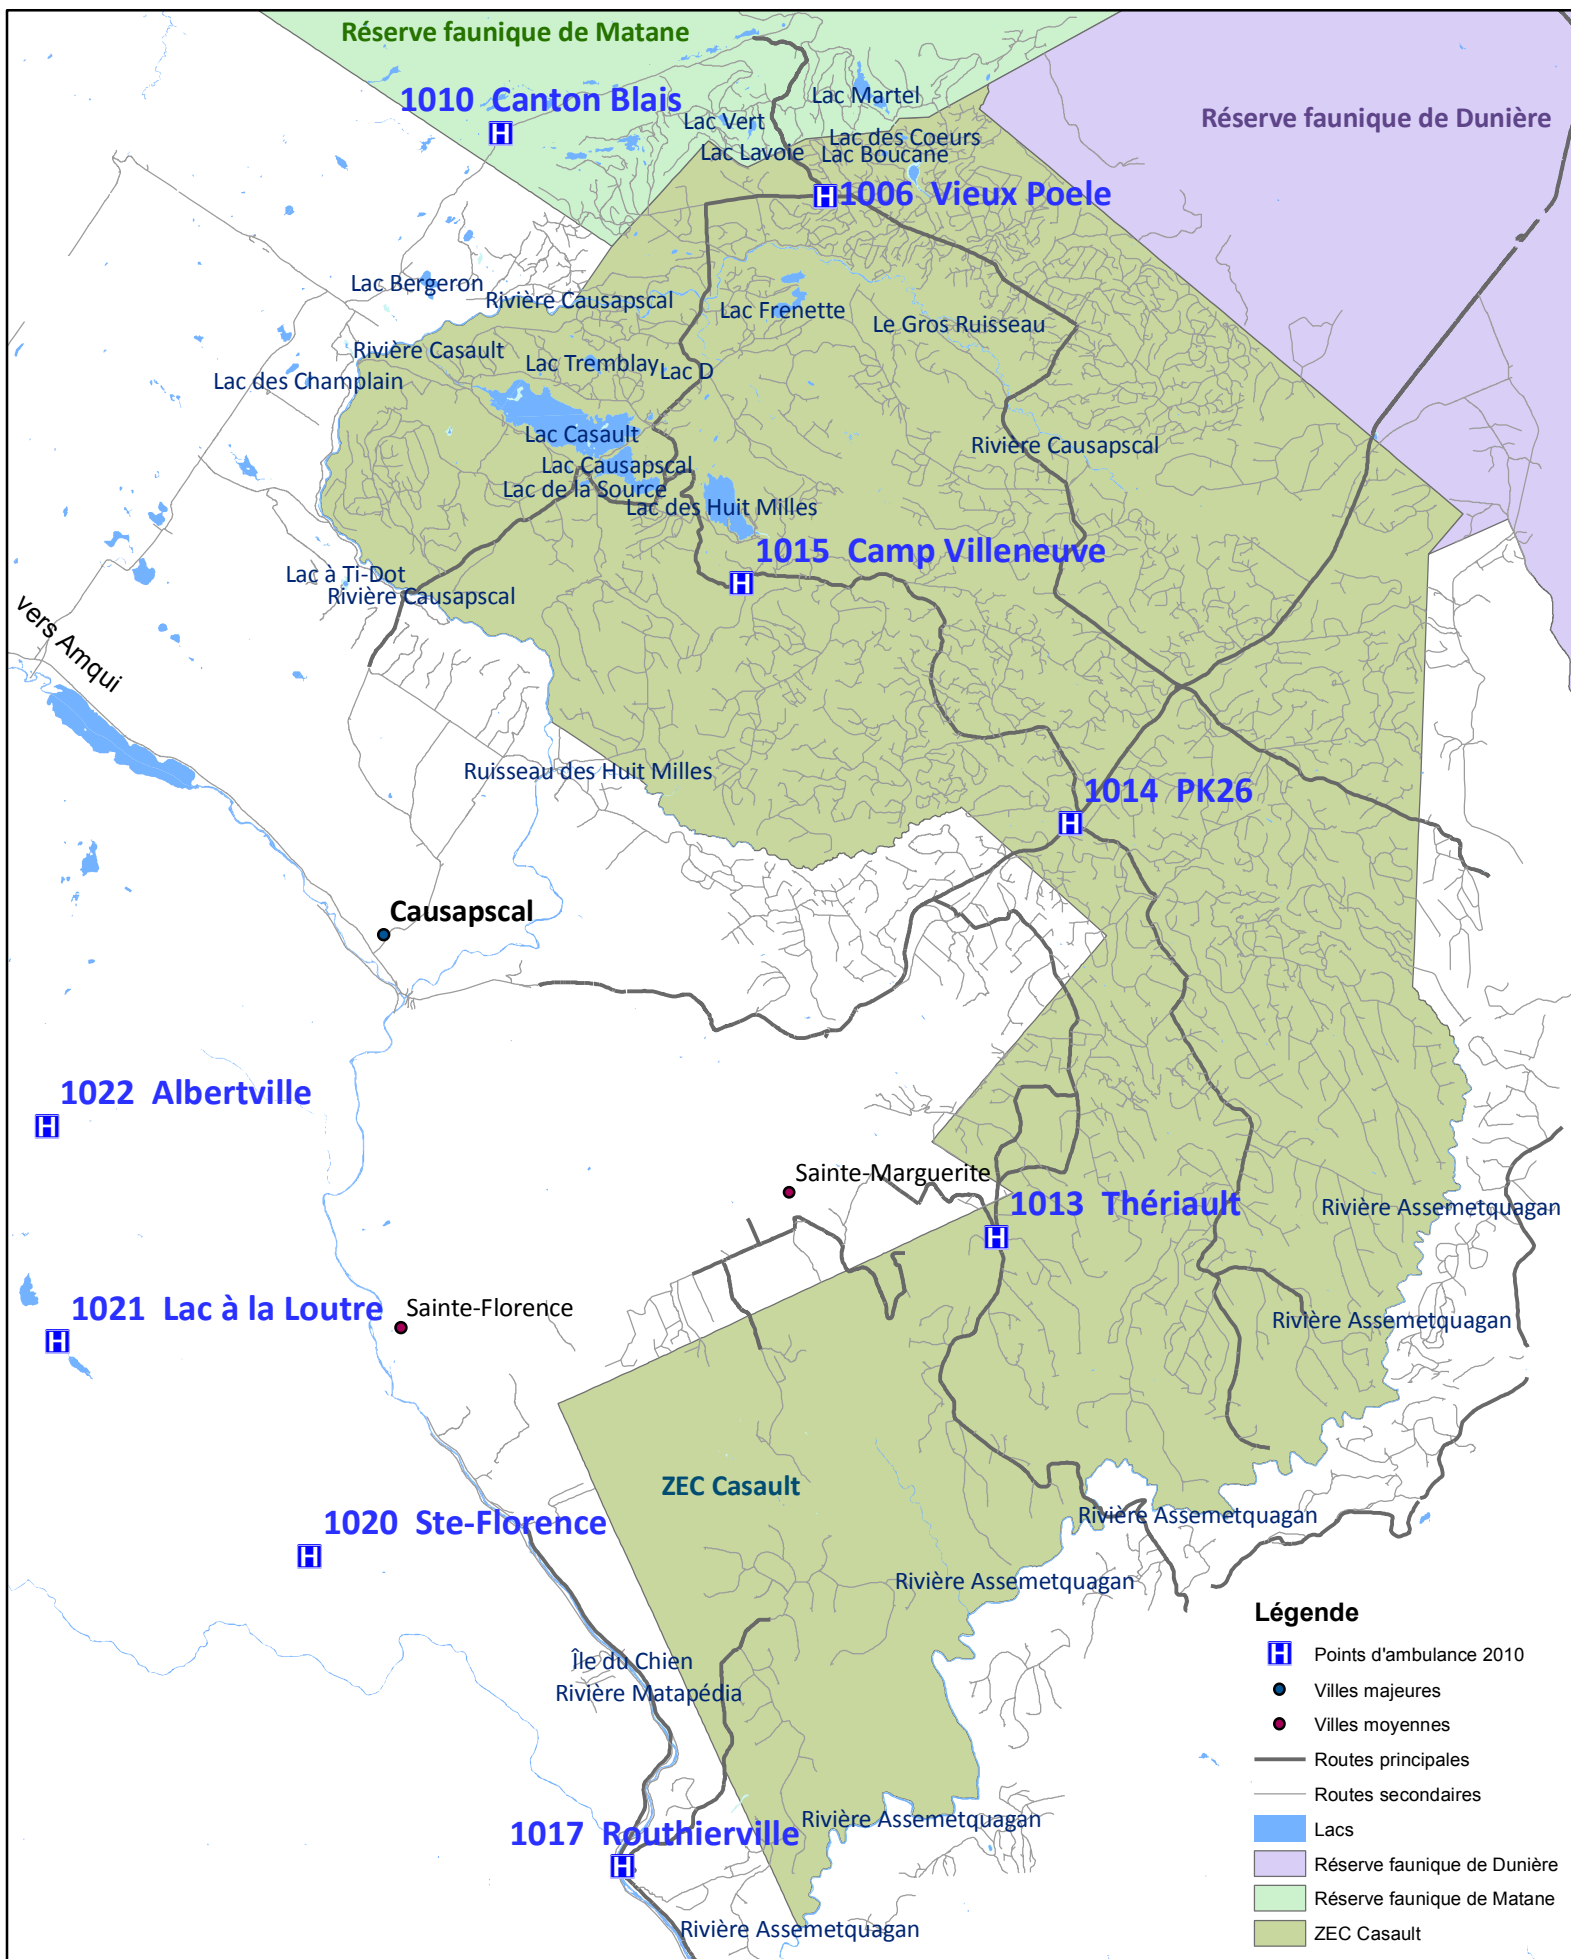 Réserve faunique de Matane
1010 Canton Blais
Lac Martel
Réserve faunique de Dunière
Lac Vert
Lac des Coeurs
Lac Lavoie
Lac Boucane
1006 Vieux Poele
Lac Bergeron
Rivière Causapscal
Lac Frenette
Le Gros Ruisseau
Rivière Casault
Lac Tremblay
Lac D
Lac des Champlain
Lac Casault
Rivière Causapscal
Lac Causapscal
Lac de la Source
Lac des Huit Milles
1015 Camp Villeneuve
Lac à Ti-Dot
Rivière Causapscal
vers Amqui
Ruisseau des Huit Milles
1014 PK26
Causapscal
1022 Albertville
Sainte-Marguerite
1013 Thériault
Rivière Assemetquagan
1021 Lac à la Loutre
Sainte-Florence
Rivière Assemetquagan
ZEC Casault
1020 Ste-Florence
Rivière Assemetquagan
Rivière Assemetquagan
Île du Chien
Rivière Matapédia
1017 Routhierville
Rivière Assemetquagan
Rivière Assemetquagan
Légende
H Points d'ambulance 2010
Villes majeures
Villes moyennes
Routes principales
Routes secondaires
Lacs
Réserve faunique de Dunière
Réserve faunique de Matane
ZEC Casault